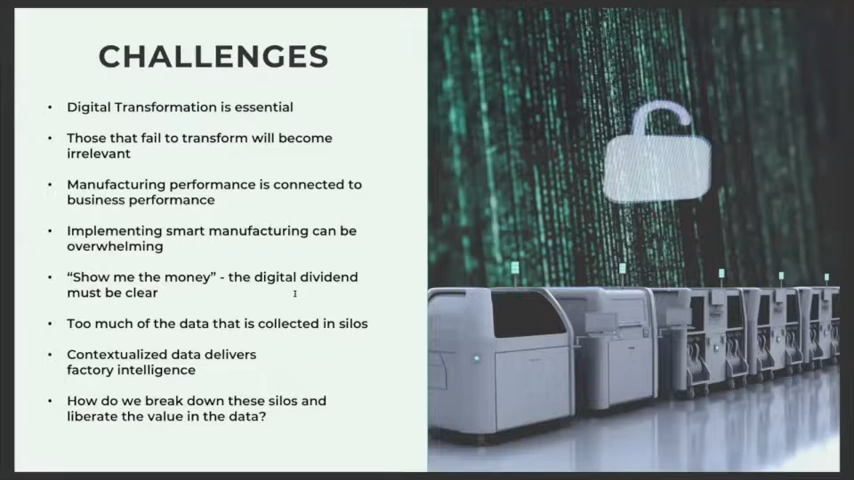 CHALLENGES
• Digital Transformation is essential
• Those that fail to transform will become
irrelevant
• Manufacturing performance is connected to
business performance
• Implementing smart manufacturing can be
overwhelming
• “Show me the money” - the digital dividend
must be clear
• Too much of the data that is collected in silos
• Contextualized data delivers
factory intelligence
• How do we break down these silos and
liberate the value in the data?